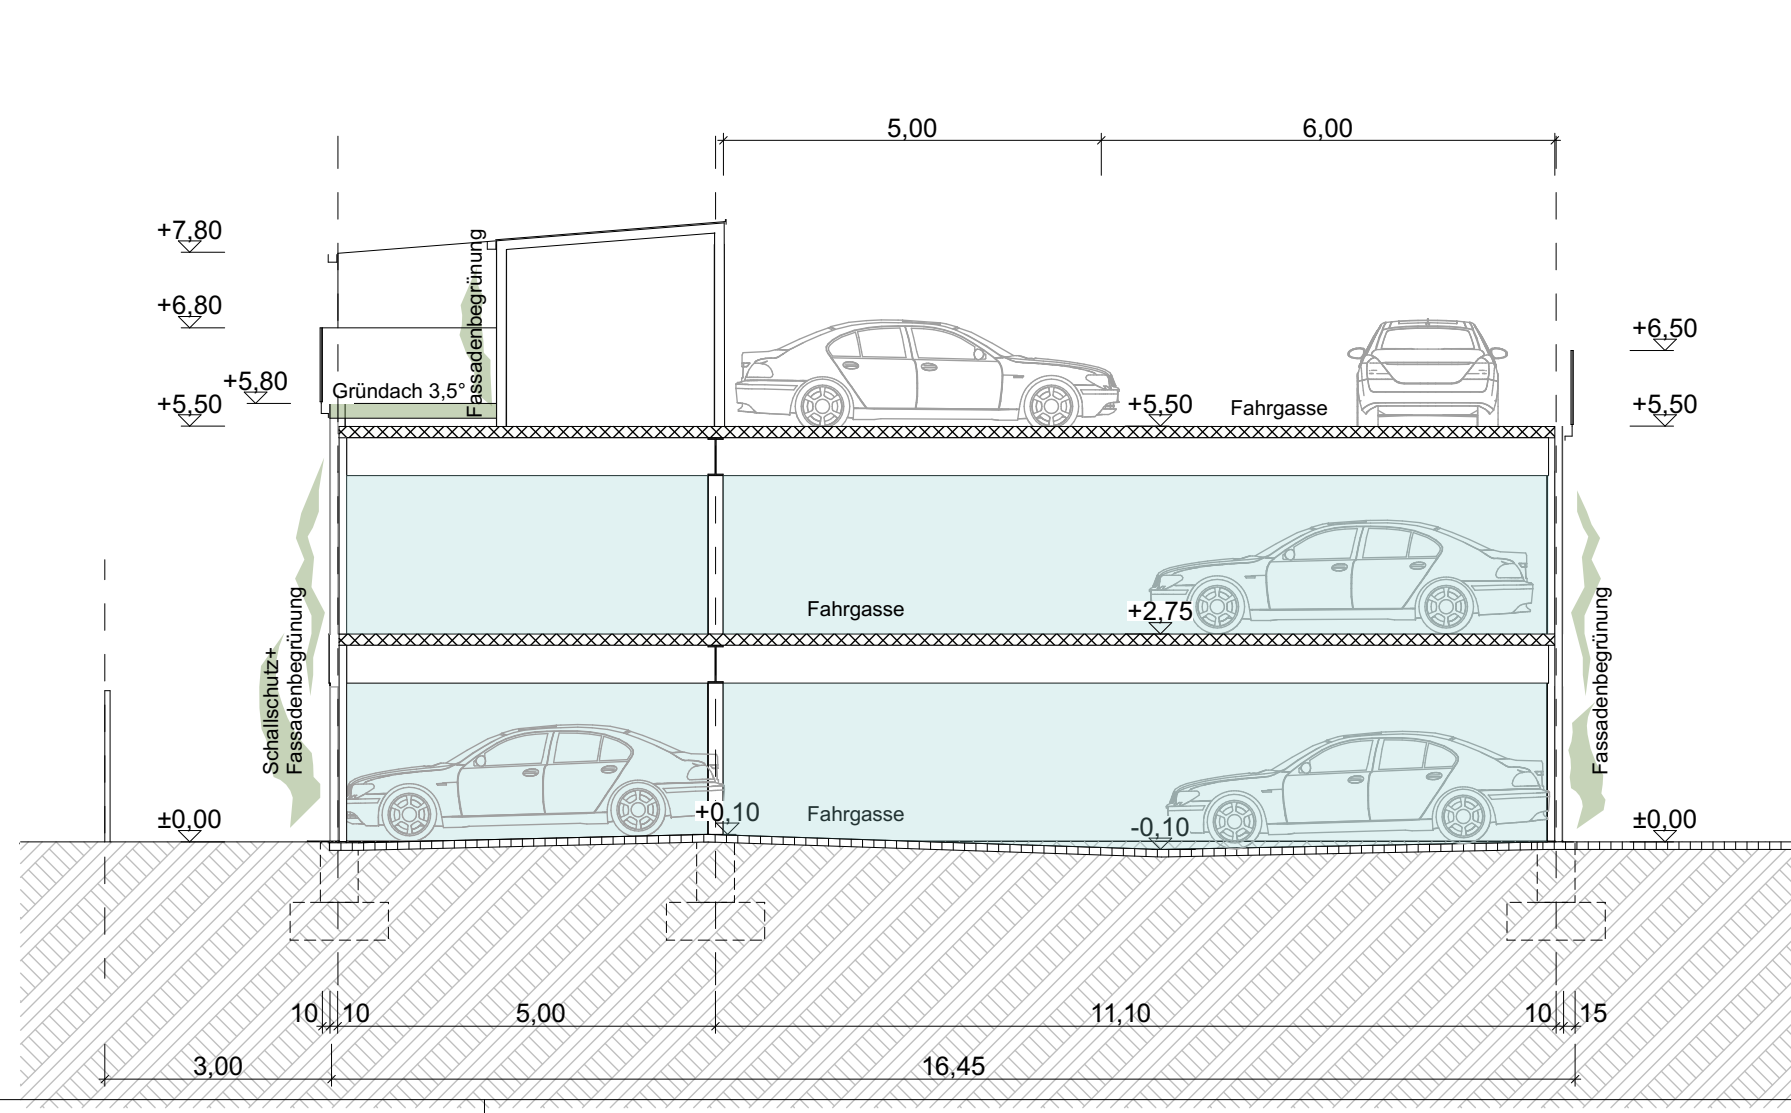 5,00
6,00
+7,80
+6,80
+5,80
+5,50
Gründach 3,5°
Fassadenbegrünung
+5,50
Fahrgasse
+6,50
+5,50
Fahrgasse
+2,75
Schallschutz+
Fassadenbegrünung
Fassadenbegrünung
±0,00
+0,10
Fahrgasse
-0,10
±0,00
10
10
5,00
11,10
10
15
3,00
16,45